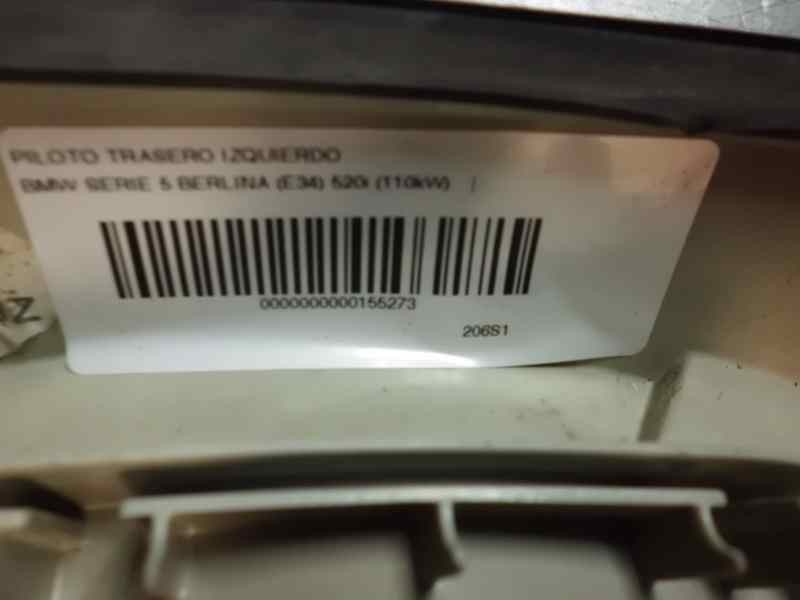 PILOTO TRASERO IZQUIERDO
BMW SERIE 5 BERLINA (E34) 520i (110kW) |
0000000000155273
206S1